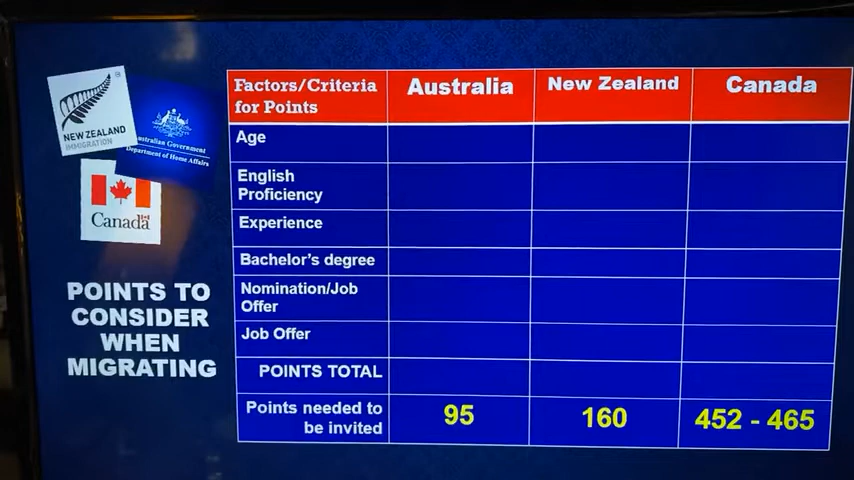 NEW ZEALAND
IMMIGRATION
Australian Government
Department of Home Affairs
Canada
POINTS TO
CONSIDER
WHEN
MIGRATING
Factors/Criteria
for Points
Australia
New Zealand
Canada
Age
English
Proficiency
Experience
Bachelor's degree
Nomination/Job
Offer
Job Offer
POINTS TOTAL
Points needed to
be invited
95
160
452 - 465